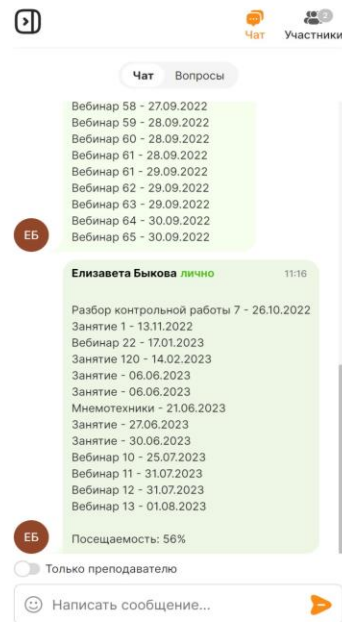 2
Чат
Участники
Чат Вопросы
Вебинар 58 - 27.09.2022
Вебинар 59 - 28.09.2022
Вебинар 60 - 28.09.2022
Вебинар 61 - 28.09.2022
Вебинар 61 - 29.09.2022
Вебинар 62 - 29.09.2022
Вебинар 63 - 29.09.2022
Вебинар 64 - 30.09.2022
Вебинар 65 - 30.09.2022
ЕБ
Елизавета Быкова лично 11:16
Разбор контрольной работы 7 - 26.10.2022
Занятие 1 - 13.11.2022
Вебинар 22 - 17.01.2023
Занятие 120 - 14.02.2023
Занятие - 06.06.2023
Занятие - 06.06.2023
Мнемотехники - 21.06.2023
Занятие - 27.06.2023
Занятие - 30.06.2023
Вебинар 10 - 25.07.2023
Вебинар 11 - 31.07.2023
Вебинар 12 - 31.07.2023
Вебинар 13 - 01.08.2023
Посещаемость: 56%
ЕБ
Только преподавателю
Написать сообщение...